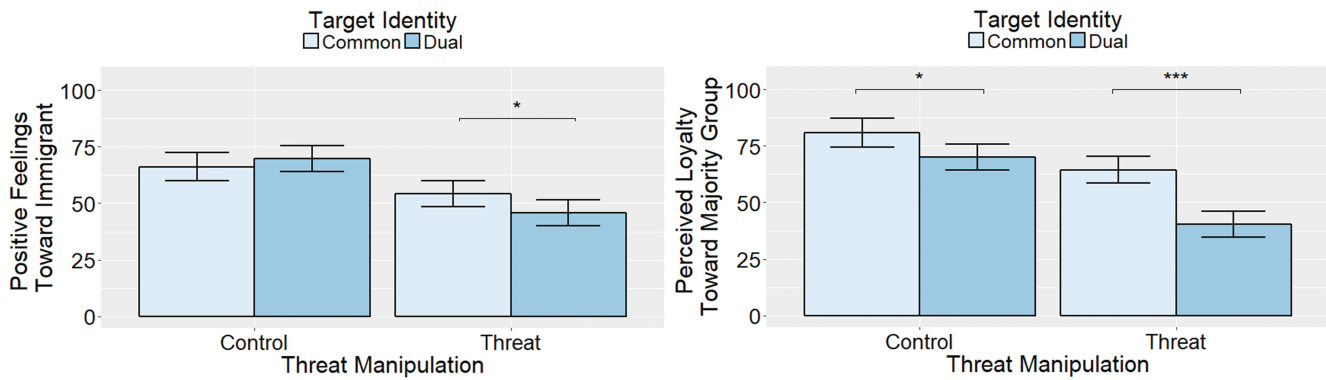 Target Identity
Common Dual
Positive Feelings
Toward Immigrant
100
75
50
25
0
*
Control Threat
Threat Manipulation
Target Identity
Common Dual
Perceived Loyalty
Toward Majority Group
100
75
50
25
0
* ***
Control Threat
Threat Manipulation